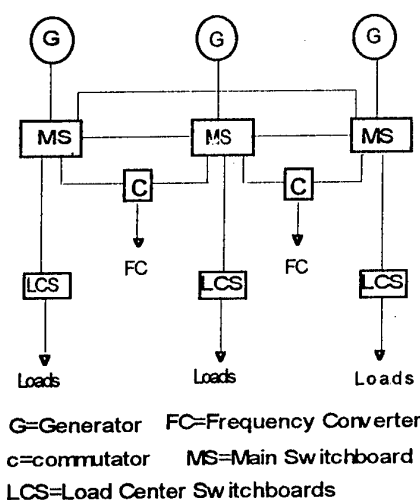 G G G
MS MS MS
C C
FC FC
LCS LCS LCS
Loads Loads Loads
G=Generator FC=Frequency Converter
c=commutator MS=Main Switchboard
LCS=Load Center Switchboards